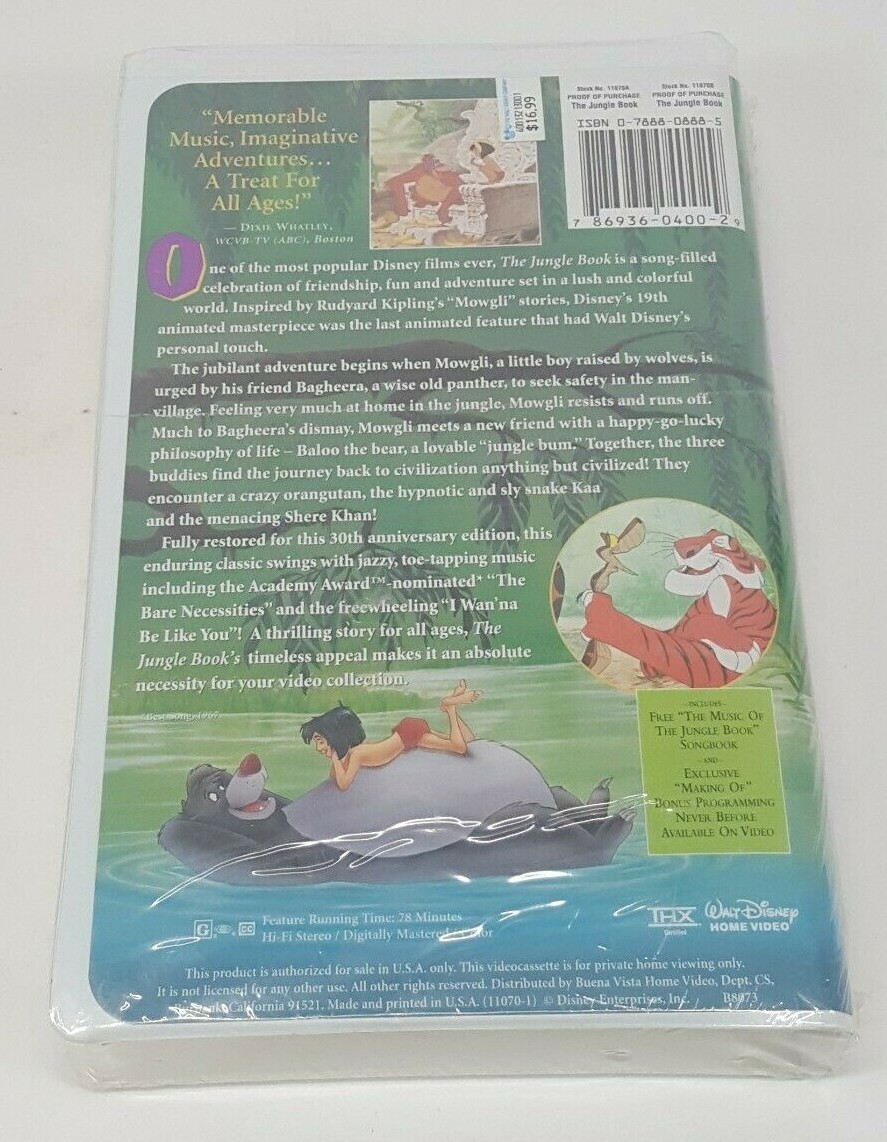 “Memorable
Music, Imaginative
Adventures...
A Treat For
All Ages!”
— Dixie Whatley,
WCVB-TV (ABC), Boston
$16.99
Stock No. 11870A
PROOF OF PURCHASE
The Jungle Book
Stock No. 11870B
PROOF OF PURCHASE
The Jungle Book
ISBN 0-7888-0888-5
7 86936-0400-2 9
One of the most popular Disney films ever, The Jungle Book is a song-filled
celebration of friendship, fun and adventure set in a lush and colorful
world. Inspired by Rudyard Kipling’s “Mowgli” stories, Disney’s 19th
animated masterpiece was the last animated feature that had Walt Disney’s
personal touch.
The jubilant adventure begins when Mowgli, a little boy raised by wolves, is
urged by his friend Bagheera, a wise old panther, to seek safety in the man-
village. Feeling very much at home in the jungle, Mowgli resists and runs off.
Much to Bagheera’s dismay, Mowgli meets a new friend with a happy-go-lucky
philosophy of life – Baloo the bear, a lovable “jungle bum.” Together, the three
buddies find the journey back to civilization anything but civilized! They
encounter a crazy orangutan, the hypnotic and sly snake Kaa
and the menacing Shere Khan!
Fully restored for this 30th anniversary edition, this
enduring classic swings with jazzy, toe-tapping music
including the Academy Award™-nominated* “The
Bare Necessities” and the freewheeling “I Wan’na
Be Like You”! A thrilling story for all ages, The
Jungle Book’s timeless appeal makes it an absolute
necessity for your video collection.
*Best Song, 1967
-INCLUDES-
Free “The Music Of
The Jungle Book”
Songbook
-AND-
Exclusive
“Making Of”
Bonus Programming
Never Before
Available On Video
G CC
Feature Running Time: 78 Minutes
Hi-Fi Stereo / Digitally Mastered
THX
Certified
Walt Disney
HOME VIDEO
This product is authorized for sale in U.S.A. only. This videocassette is for private home viewing only.
It is not licensed for any other use. All other rights reserved. Distributed by Buena Vista Home Video, Dept. CS,
California 91521. Made and printed in U.S.A. (11070-1) © Disney Enterprises, Inc. B8073